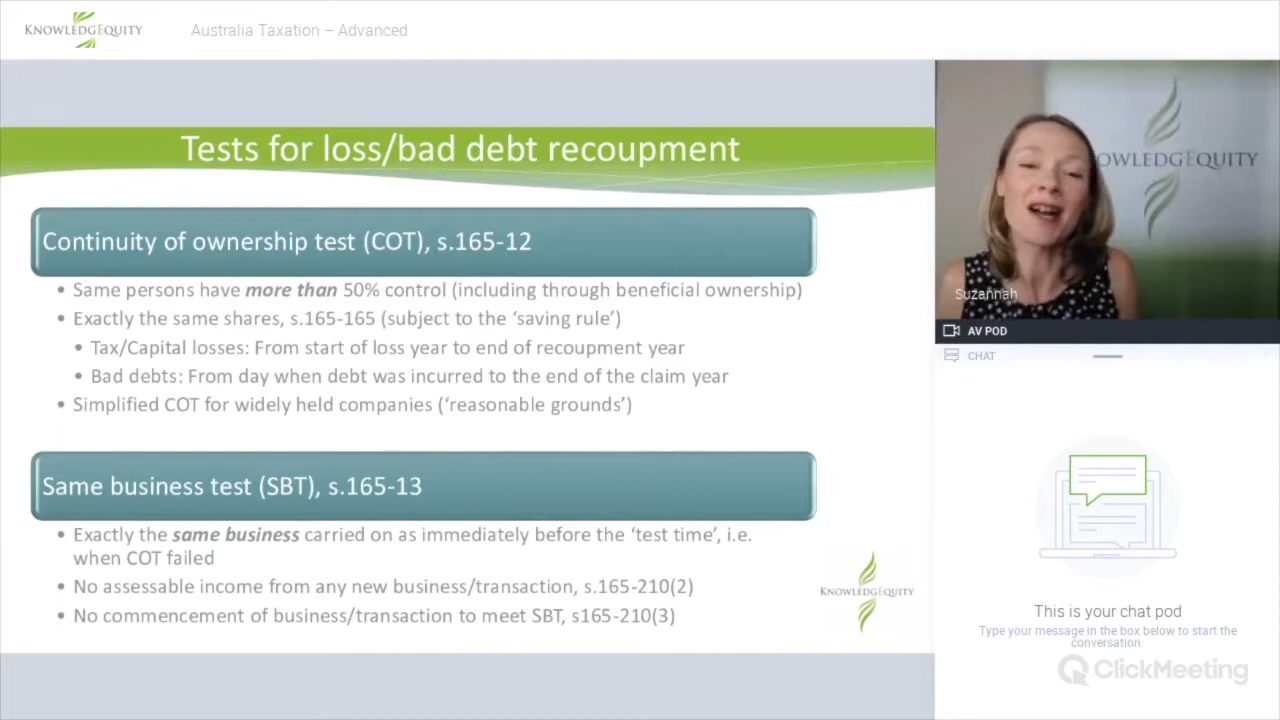 KNOWLEDGEQUITY
Australia Taxation – Advanced
Tests for loss/bad debt recoupment
Continuity of ownership test (COT), s.165-12
• Same persons have more than 50% control (including through beneficial ownership)
• Exactly the same shares, s.165-165 (subject to the ‘saving rule’)
• Tax/Capital losses: From start of loss year to end of recoupment year
• Bad debts: From day when debt was incurred to the end of the claim year
• Simplified COT for widely held companies (‘reasonable grounds’)
Same business test (SBT), s.165-13
• Exactly the same business carried on as immediately before the ‘test time’, i.e.
when COT failed
• No assessable income from any new business/transaction, s.165-210(2)
• No commencement of business/transaction to meet SBT, s165-210(3)
KNOWLEDGEQUITY
OWLEDGEQUITY
Suzannah
AV POD
CHAT
This is your chat pod
Type your message in the box below to start the
conversation.
ClickMeeting